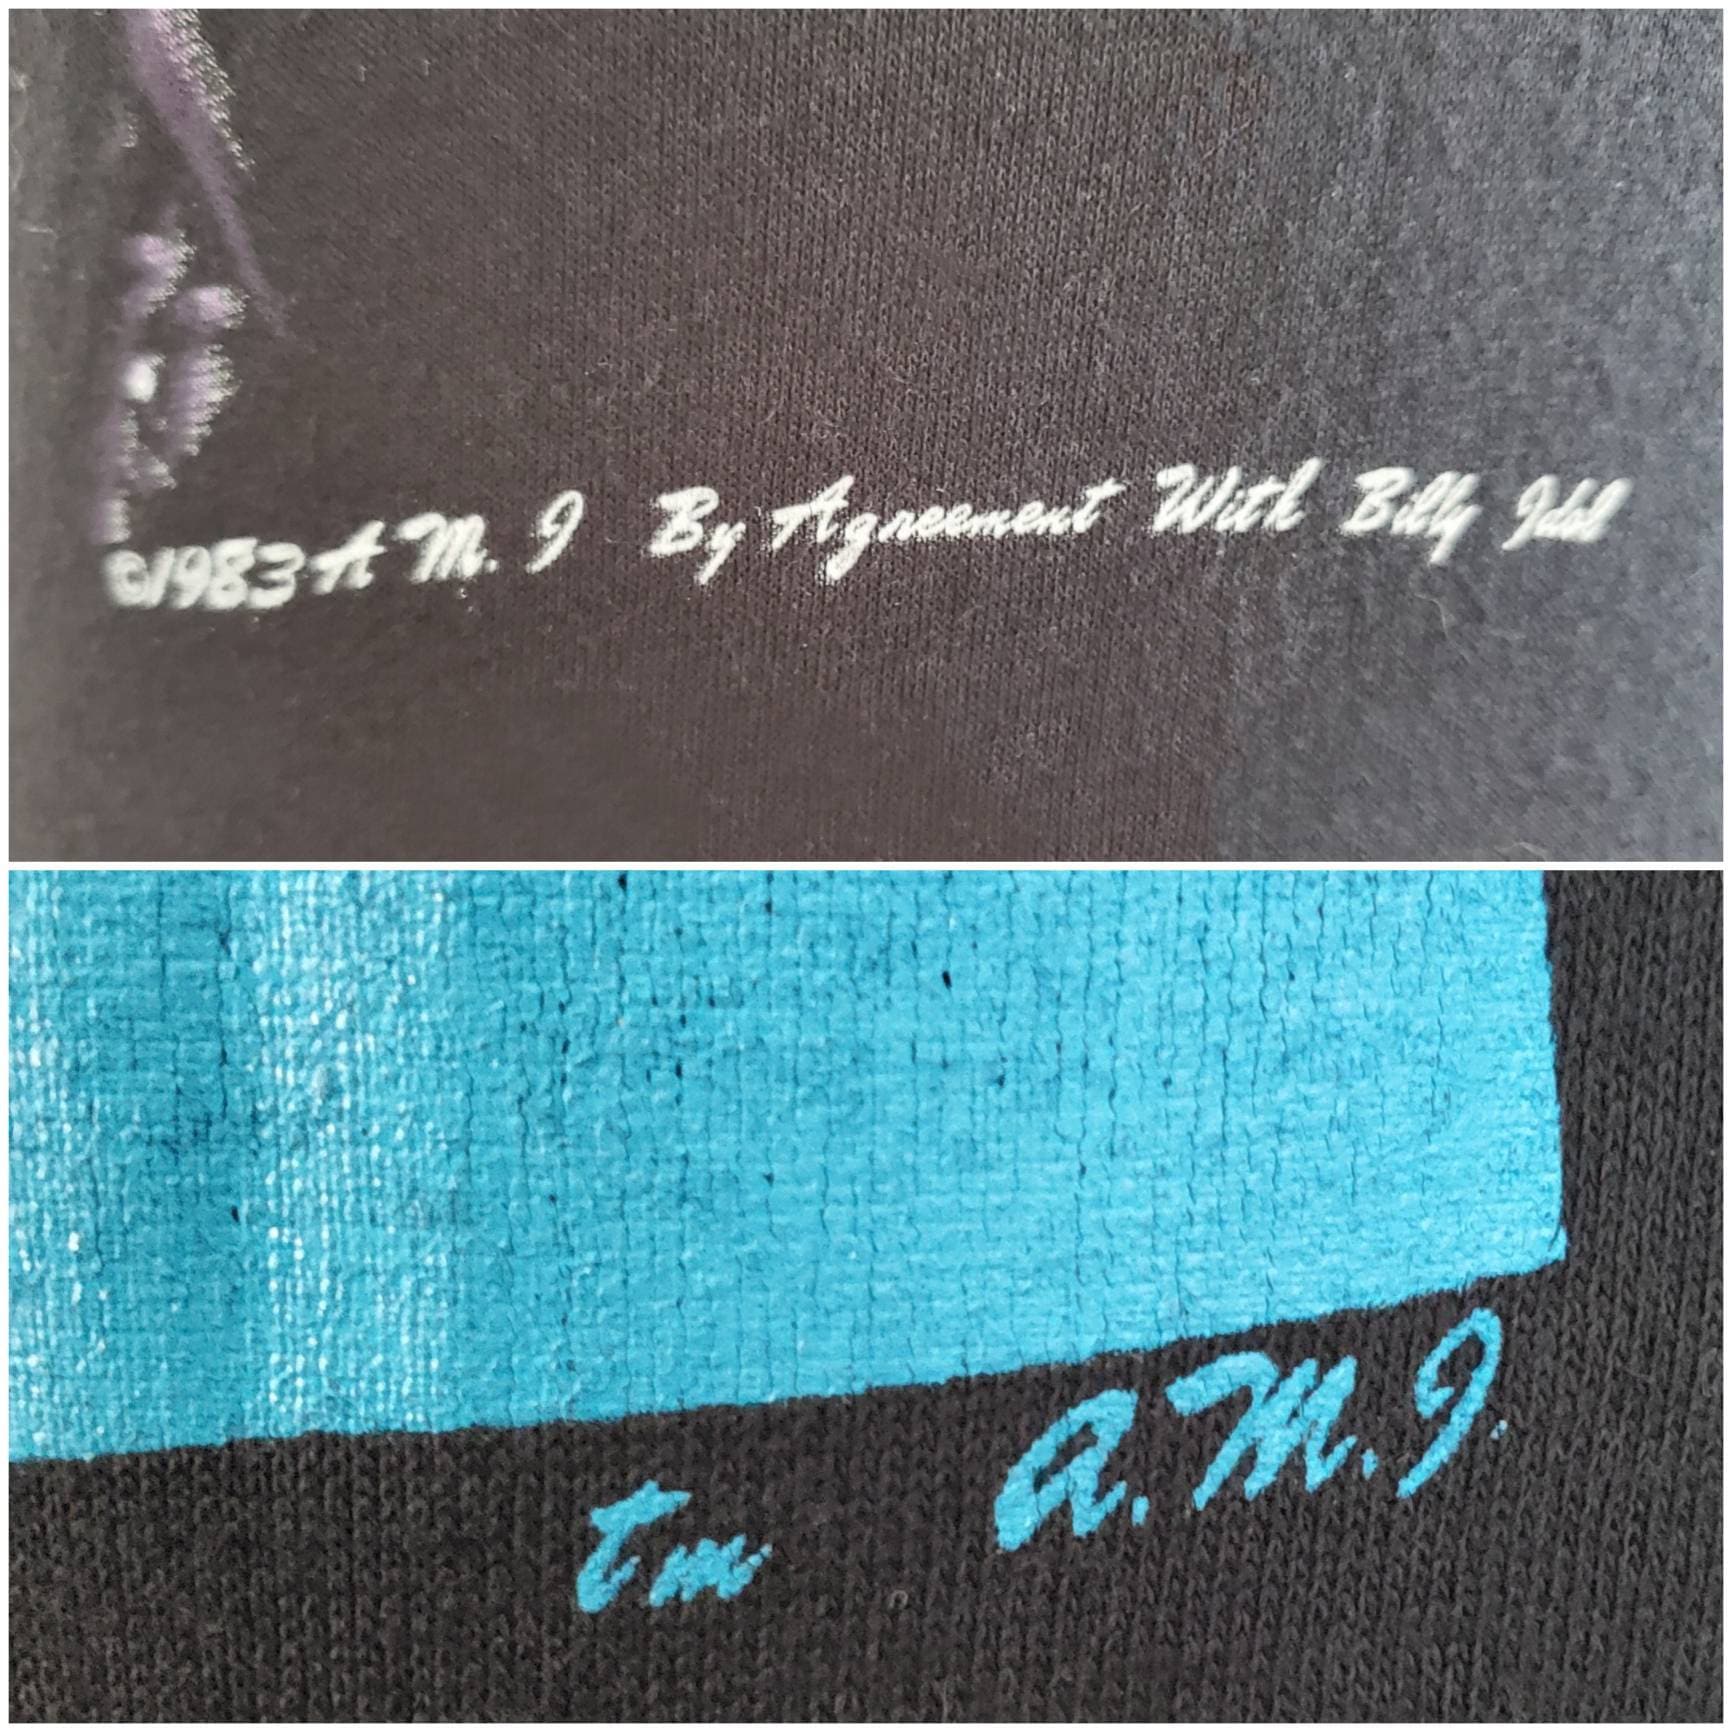 ©1983 A M. I By Agreement With Billy Idol
tm A.M.I.